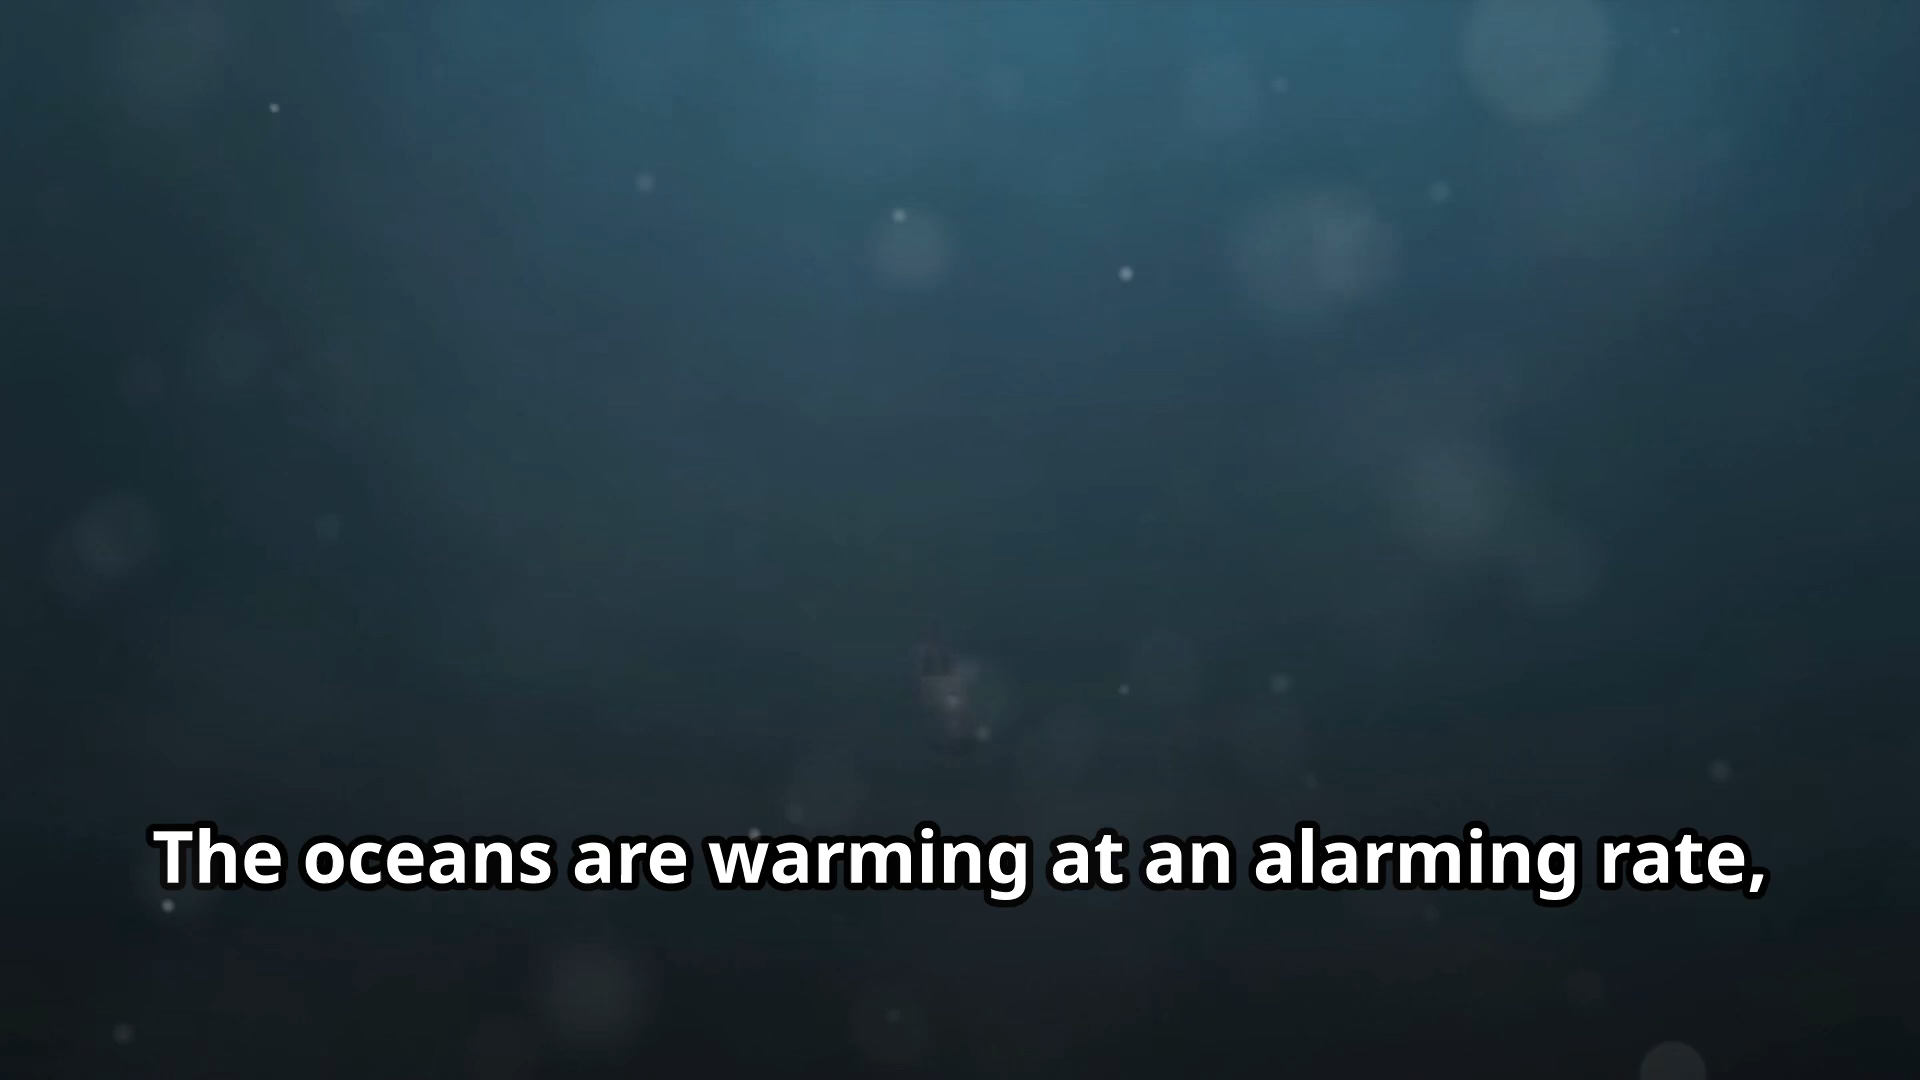 The oceans are warming at an alarming rate,